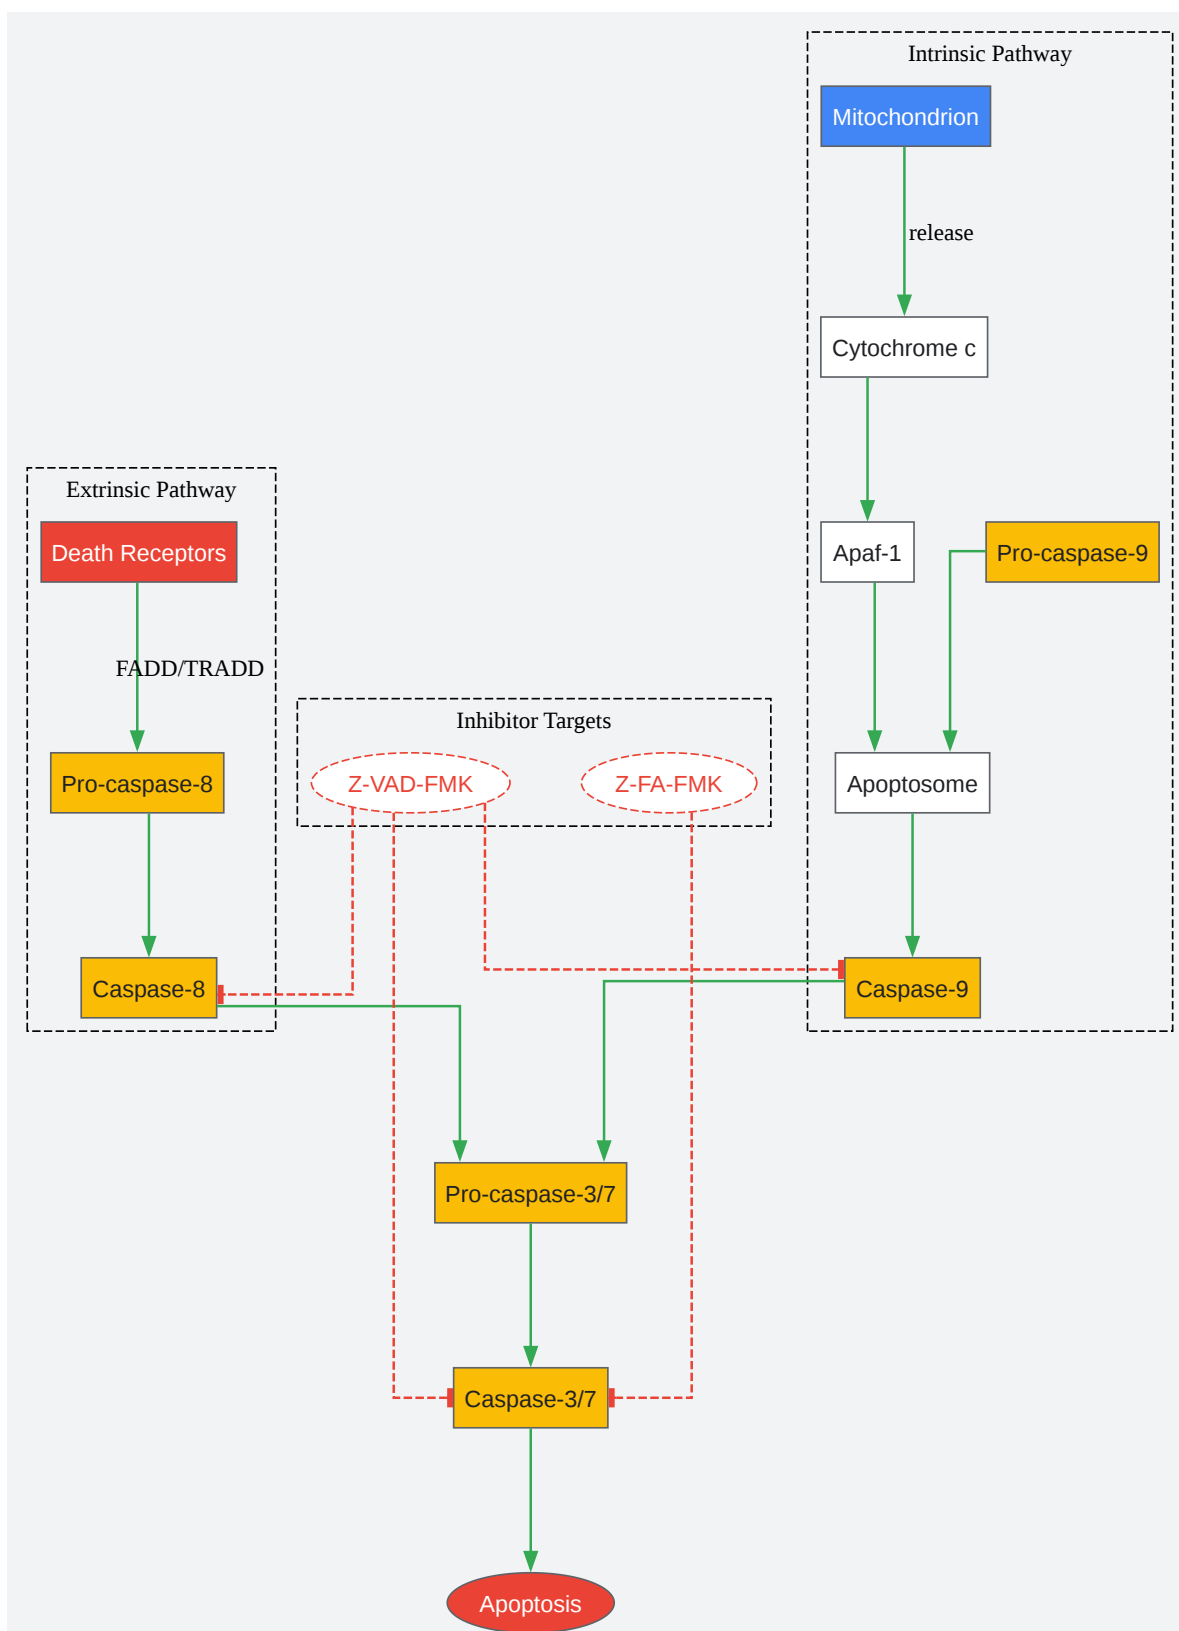 Intrinsic Pathway
Mitochondrion
release
Cytochrome c
Extrinsic Pathway
Death Receptors
Apaf-1
Pro-caspase-9
FADD/TRADD
Inhibitor Targets
Pro-caspase-8
Z-VAD-FMK
Z-FA-FMK
Apoptosome
Caspase-8
Caspase-9
Pro-caspase-3/7
Caspase-3/7
Apoptosis